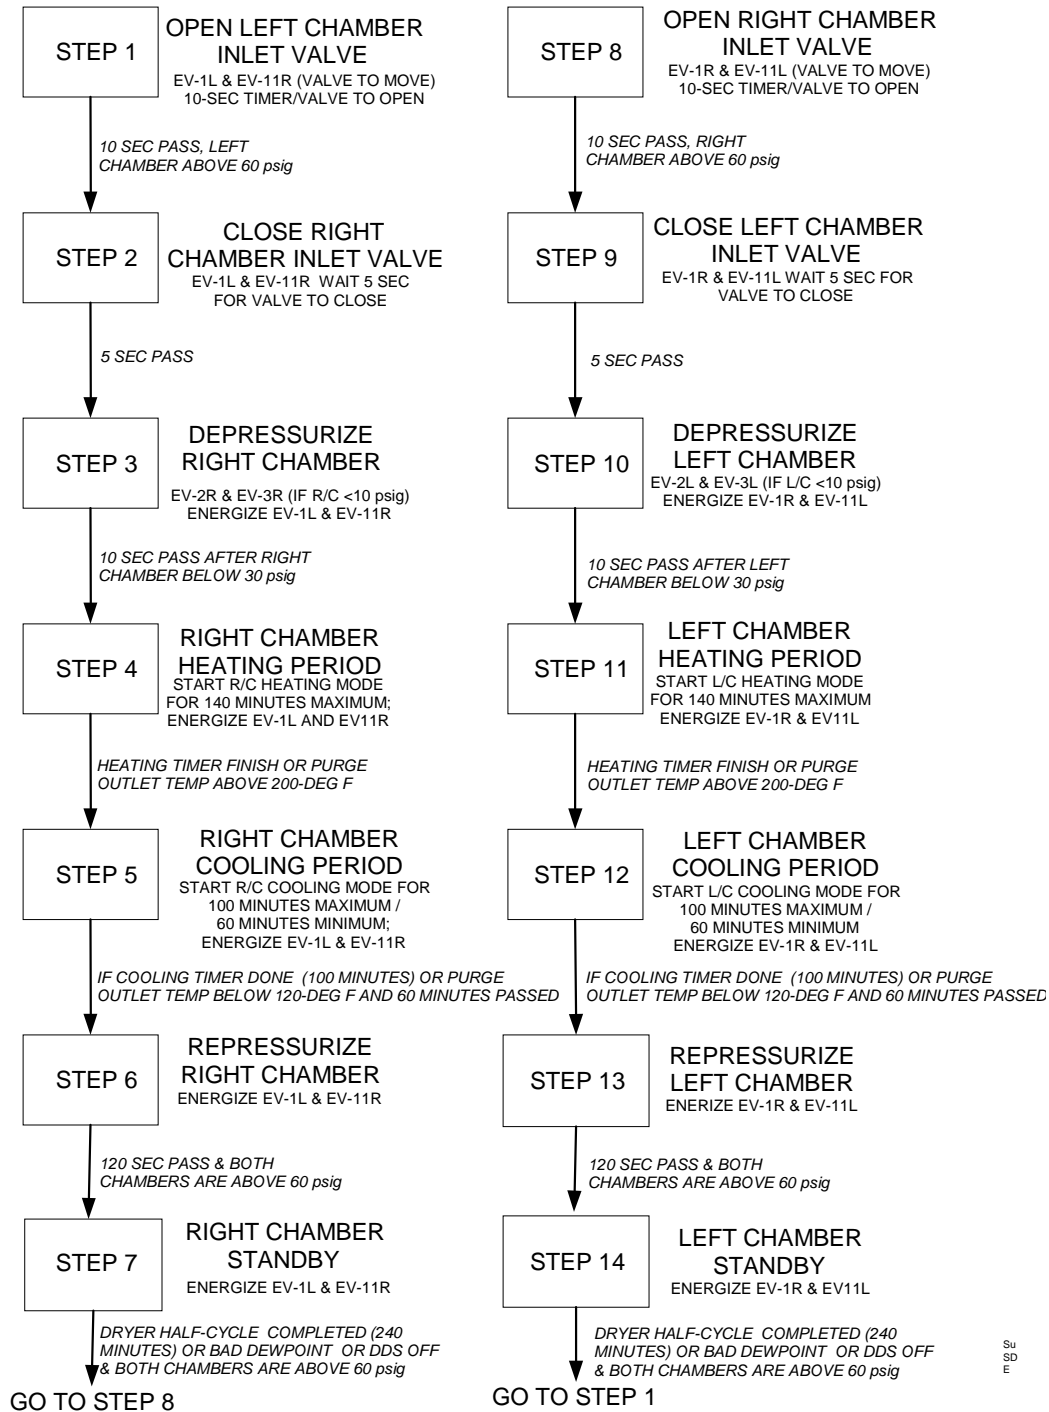 STEP 1
OPEN LEFT CHAMBER
INLET VALVE
EV-1L & EV-11R (VALVE TO MOVE)
10-SEC TIMER/VALVE TO OPEN
10 SEC PASS, LEFT
CHAMBER ABOVE 60 psig
STEP 2
CLOSE RIGHT
CHAMBER INLET VALVE
EV-1L & EV-11R WAIT 5 SEC
FOR VALVE TO CLOSE
5 SEC PASS
STEP 3
DEPRESSURIZE
RIGHT CHAMBER
EV-2R & EV-3R (IF R/C <10 psig)
ENERGIZE EV-1L & EV-11R
10 SEC PASS AFTER RIGHT
CHAMBER BELOW 30 psig
STEP 4
RIGHT CHAMBER
HEATING PERIOD
START R/C HEATING MODE
FOR 140 MINUTES MAXIMUM;
ENERGIZE EV-1L AND EV11R
HEATING TIMER FINISH OR PURGE
OUTLET TEMP ABOVE 200-DEG F
STEP 5
RIGHT CHAMBER
COOLING PERIOD
START R/C COOLING MODE FOR
100 MINUTES MAXIMUM /
60 MINUTES MINIMUM;
ENERGIZE EV-1L & EV-11R
IF COOLING TIMER DONE (100 MINUTES) OR PURGE
OUTLET TEMP BELOW 120-DEG F AND 60 MINUTES PASSED
STEP 6
REPRESSURIZE
RIGHT CHAMBER
ENERGIZE EV-1L & EV-11R
120 SEC PASS & BOTH
CHAMBERS ARE ABOVE 60 psig
STEP 7
RIGHT CHAMBER
STANDBY
ENERGIZE EV-1L & EV-11R
DRYER HALF-CYCLE COMPLETED (240
MINUTES) OR BAD DEWPOINT OR DDS OFF
& BOTH CHAMBERS ARE ABOVE 60 psig
GO TO STEP 8
STEP 8
OPEN RIGHT CHAMBER
INLET VALVE
EV-1R & EV-11L (VALVE TO MOVE)
10-SEC TIMER/VALVE TO OPEN
10 SEC PASS, RIGHT
CHAMBER ABOVE 60 psig
STEP 9
CLOSE LEFT CHAMBER
INLET VALVE
EV-1R & EV-11L WAIT 5 SEC FOR
VALVE TO CLOSE
5 SEC PASS
STEP 10
DEPRESSURIZE
LEFT CHAMBER
EV-2L & EV-3L (IF L/C <10 psig)
ENERGIZE EV-1R & EV-11L
10 SEC PASS AFTER LEFT
CHAMBER BELOW 30 psig
STEP 11
LEFT CHAMBER
HEATING PERIOD
START L/C HEATING MODE
FOR 140 MINUTES MAXIMUM
ENERGIZE EV-1R & EV11L
HEATING TIMER FINISH OR PURGE
OUTLET TEMP ABOVE 200-DEG F
STEP 12
LEFT CHAMBER
COOLING PERIOD
START L/C COOLING MODE FOR
100 MINUTES MAXIMUM /
60 MINUTES MINIMUM
ENERGIZE EV-1R & EV-11L
IF COOLING TIMER DONE (100 MINUTES) OR PURGE
OUTLET TEMP BELOW 120-DEG F AND 60 MINUTES PASSED
STEP 13
REPRESSURIZE
LEFT CHAMBER
ENERIZE EV-1R & EV-11L
120 SEC PASS & BOTH
CHAMBERS ARE ABOVE 60 psig
STEP 14
LEFT CHAMBER
STANDBY
ENERGIZE EV-1R & EV11L
DRYER HALF-CYCLE COMPLETED (240
MINUTES) OR BAD DEWPOINT OR DDS OFF
& BOTH CHAMBERS ARE ABOVE 60 psig
GO TO STEP 1
Su
SD
E